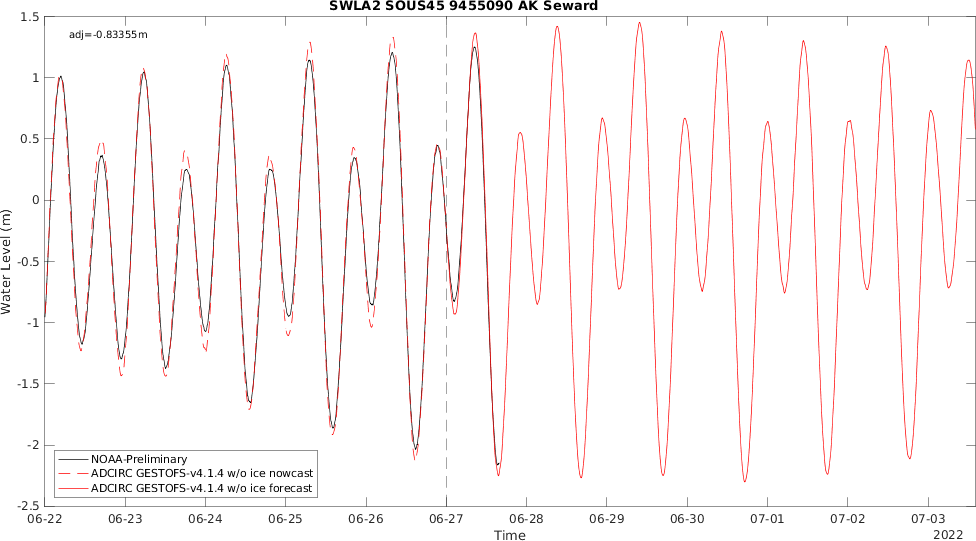 SWLA2 SOUS45 9455090 AK Seward
adj=-0.83355m
1.5
1
0.5
0
-0.5
-1
-1.5
-2
-2.5
Water Level (m)
NOAA-Preliminary
ADCIRC GESTOFS-v4.1.4 w/o ice nowcast
ADCIRC GESTOFS-v4.1.4 w/o ice forecast
06-22 06-23 06-24 06-25 06-26 06-27 06-28 06-29 06-30 07-01 07-02 07-03
Time
2022